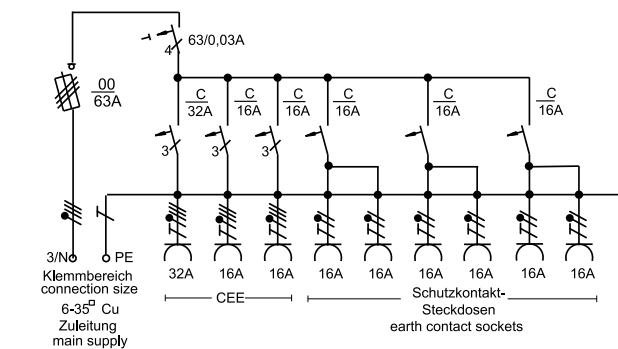 63/0,03A
4
00
63A
C
32A
C
16A
C
16A
C
16A
C
16A
C
16A
3
3
3
3/N
PE
32A
16A
16A
16A
16A
16A
16A
16A
16A
Klemmbereich
connection size
6-35□ Cu
Zuleitung
main supply
CEE
Schutzkontakt-
Steckdosen
earth contact sockets